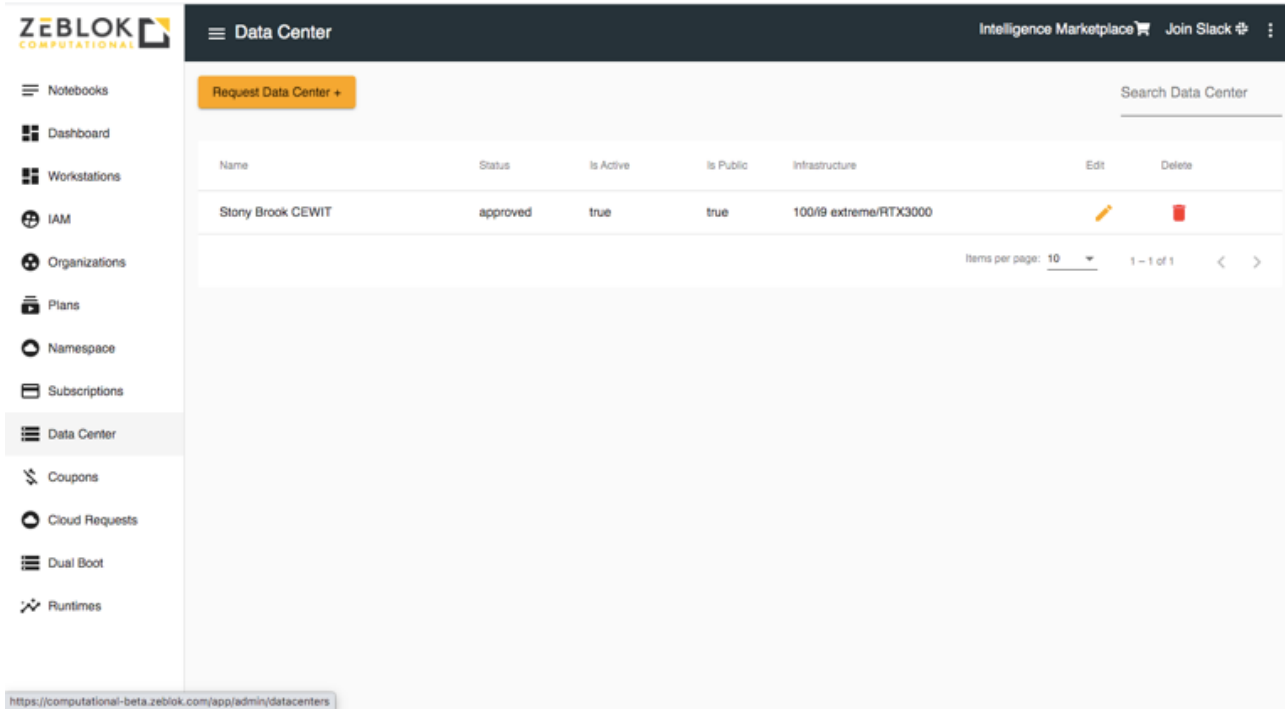 ZEBLOK
COMPUTATIONAL
Data Center
Intelligence Marketplace
Join Slack
Notebooks
Dashboard
Workstations
IAM
Organizations
Plans
Namespace
Subscriptions
Data Center
Coupons
Cloud Requests
Dual Boot
Runtimes
Request Data Center +
Search Data Center
Name Status Is Active Is Public Infrastructure Edit Delete
Stony Brook CEWIT approved true true 100/i9 extreme/RTX3000
Items per page: 10 1 – 1 of 1
https://computational-beta.zeblok.com/app/admin/datacenters